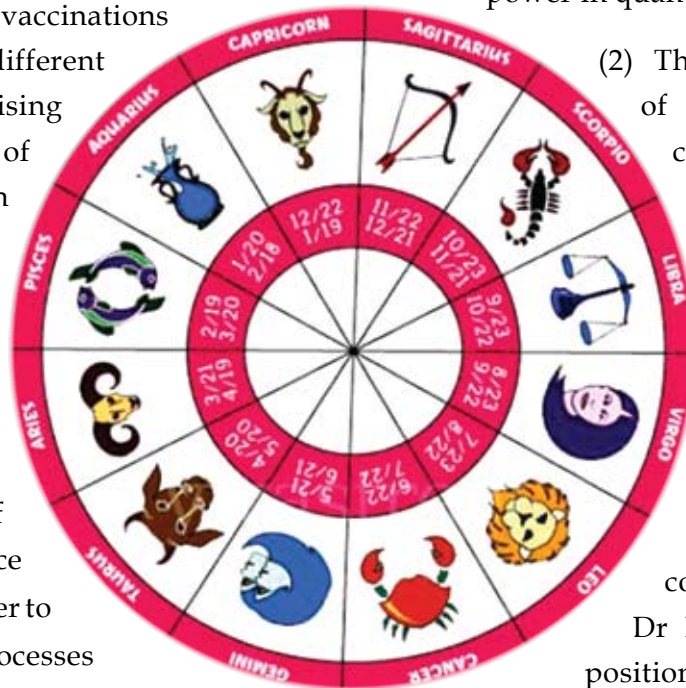 vaccinations
different
ising
of
n
power in quan
(2) Th
of
c
CAPRICORN
SAGITTARIUS
SCORPIO
LIBRA
VIRGO
LEO
CANCER
GEMINI
TAURUS
ARIES
PISCES
AQUARIUS
12/22
1/19
11/22
12/21
10/23
11/21
9/23
10/22
8/23
9/22
7/23
8/22
6/22
7/22
5/21
6/21
4/20
5/20
3/21
4/19
2/19
3/20
1/20
2/18
f
ce
er to
ocesses
co
Dr
position